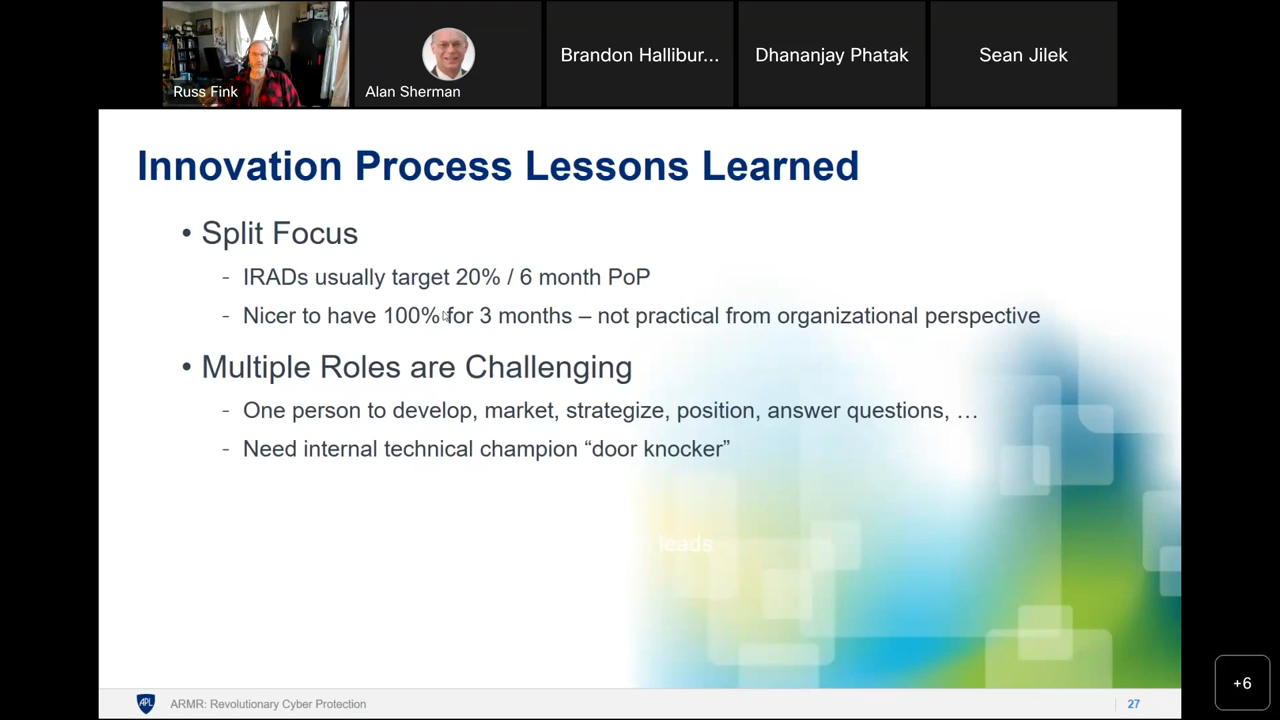 Russ Fink
Alan Sherman
Brandon Hallibur...
Dhananjay Phatak
Sean Jilek
Innovation Process Lessons Learned
• Split Focus
- IRADs usually target 20% / 6 month PoP
- Nicer to have 100% for 3 months – not practical from organizational perspective
• Multiple Roles are Challenging
- One person to develop, market, strategize, position, answer questions, …
- Need internal technical champion “door knocker”
leads
APL
ARMR: Revolutionary Cyber Protection
27
+6